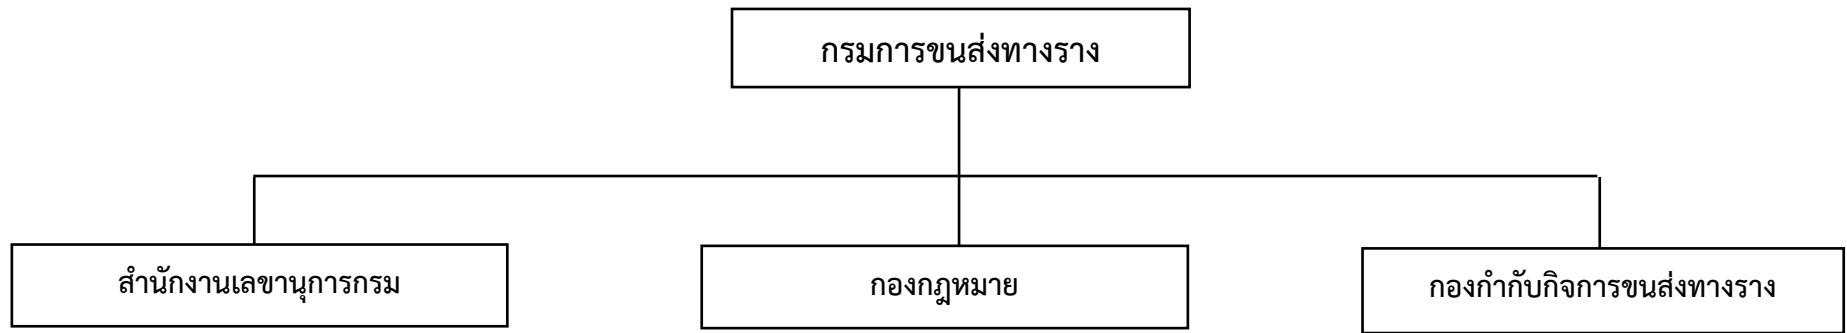 กรมการขนส่งทางราง
สำนักงานเลขานุการกรม
กองกฎหมาย
กองกำกับกิจการขนส่งทางราง